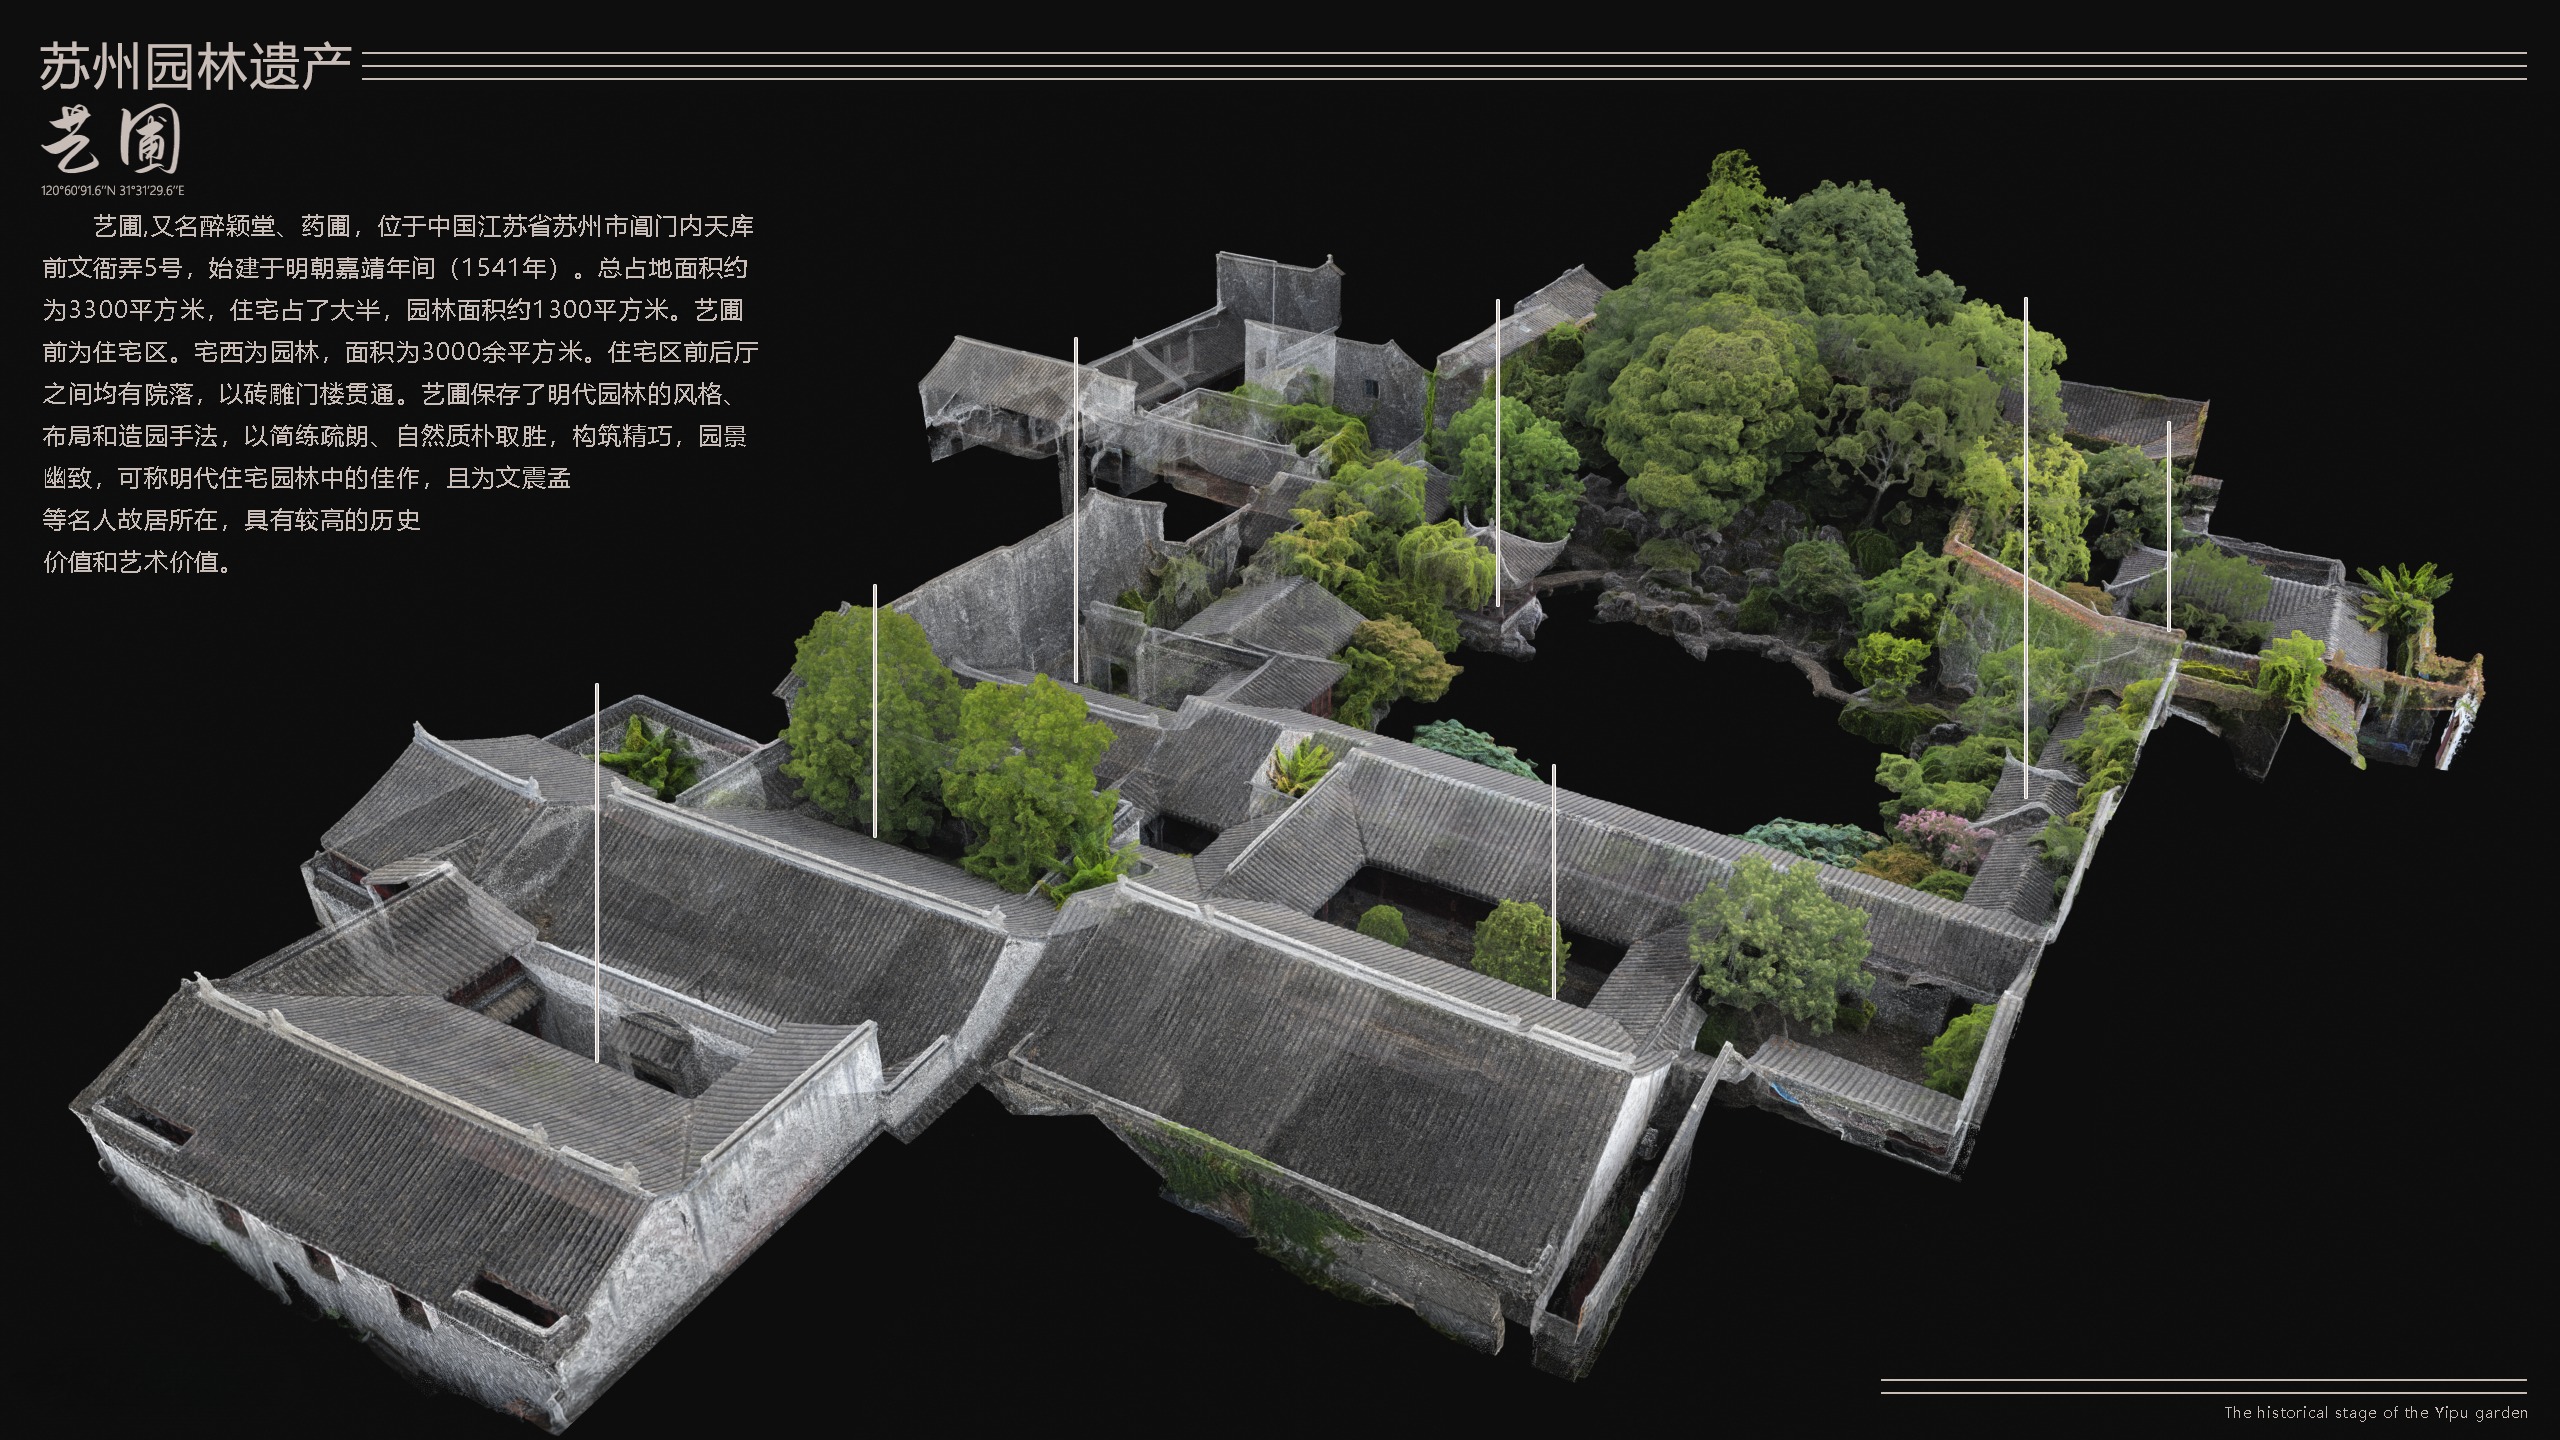 苏州园林遗产
艺圃
120°60'91.6"N 31°31'29.6"E
艺圃,又名醉颖堂、药圃，位于中国江苏省苏州市阊门内天库
前文衙弄5号，始建于明朝嘉靖年间（1541年）。总占地面积约
为3300平方米，住宅占了大半，园林面积约1300平方米。艺圃
前为住宅区。宅西为园林，面积为3000余平方米。住宅区前后厅
之间均有院落，以砖雕门楼贯通。艺圃保存了明代园林的风格、
布局和造园手法，以简练疏朗、自然质朴取胜，构筑精巧，园景
幽致，可称明代住宅园林中的佳作，且为文震孟
等名人故居所在，具有较高的历史
价值和艺术价值。
The historical stage of the Yipu garden